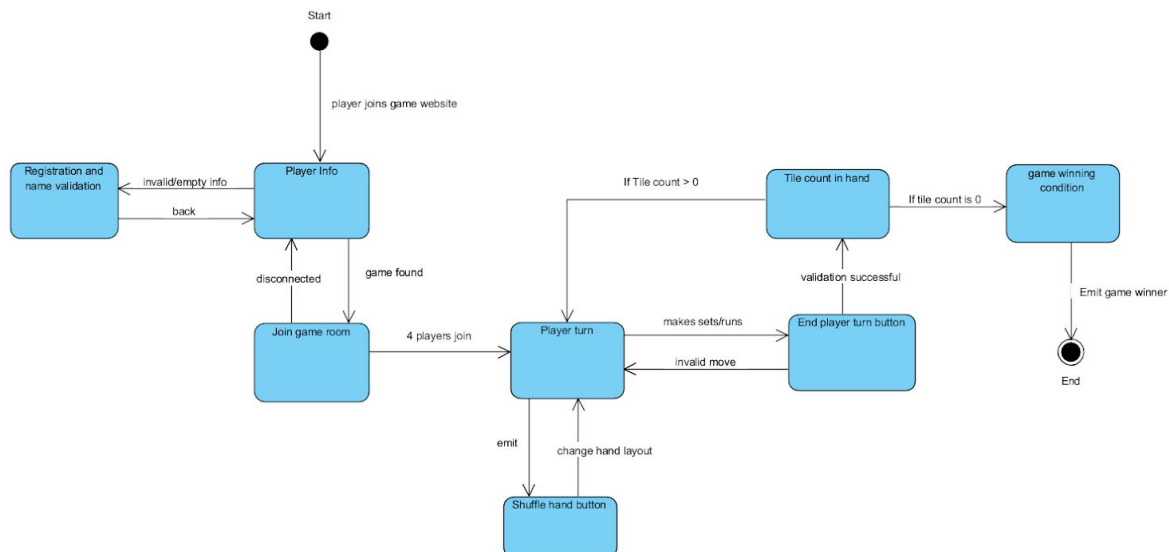 Start
player joins game website
Registration and
name validation
invalid/empty info
back
Player Info
If Tile count > 0
Tile count in hand
If tile count is 0
game winning
condition
disconnected
game found
validation successful
Emit game winner
Join game room
4 players join
Player turn
makes sets/runs
End player turn button
invalid move
End
emit
change hand layout
Shuffle hand button